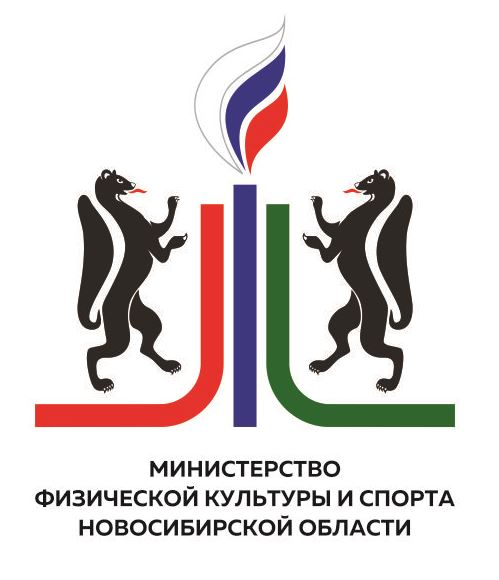 МИНИСТЕРСТВО
ФИЗИЧЕСКОЙ КУЛЬТУРЫ И СПОРТА
НОВОСИБИРСКОЙ ОБЛАСТИ